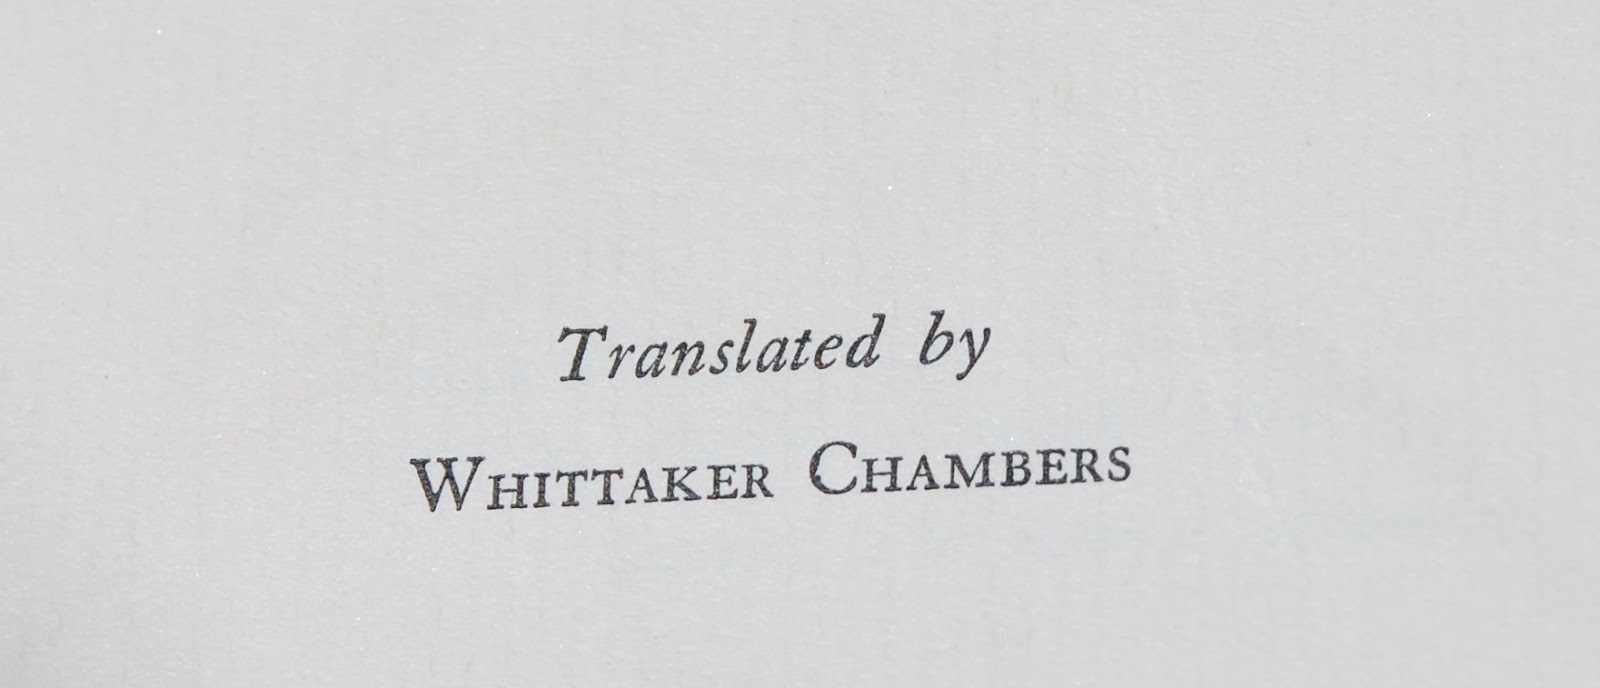 Translated by
WHITTAKER CHAMBERS